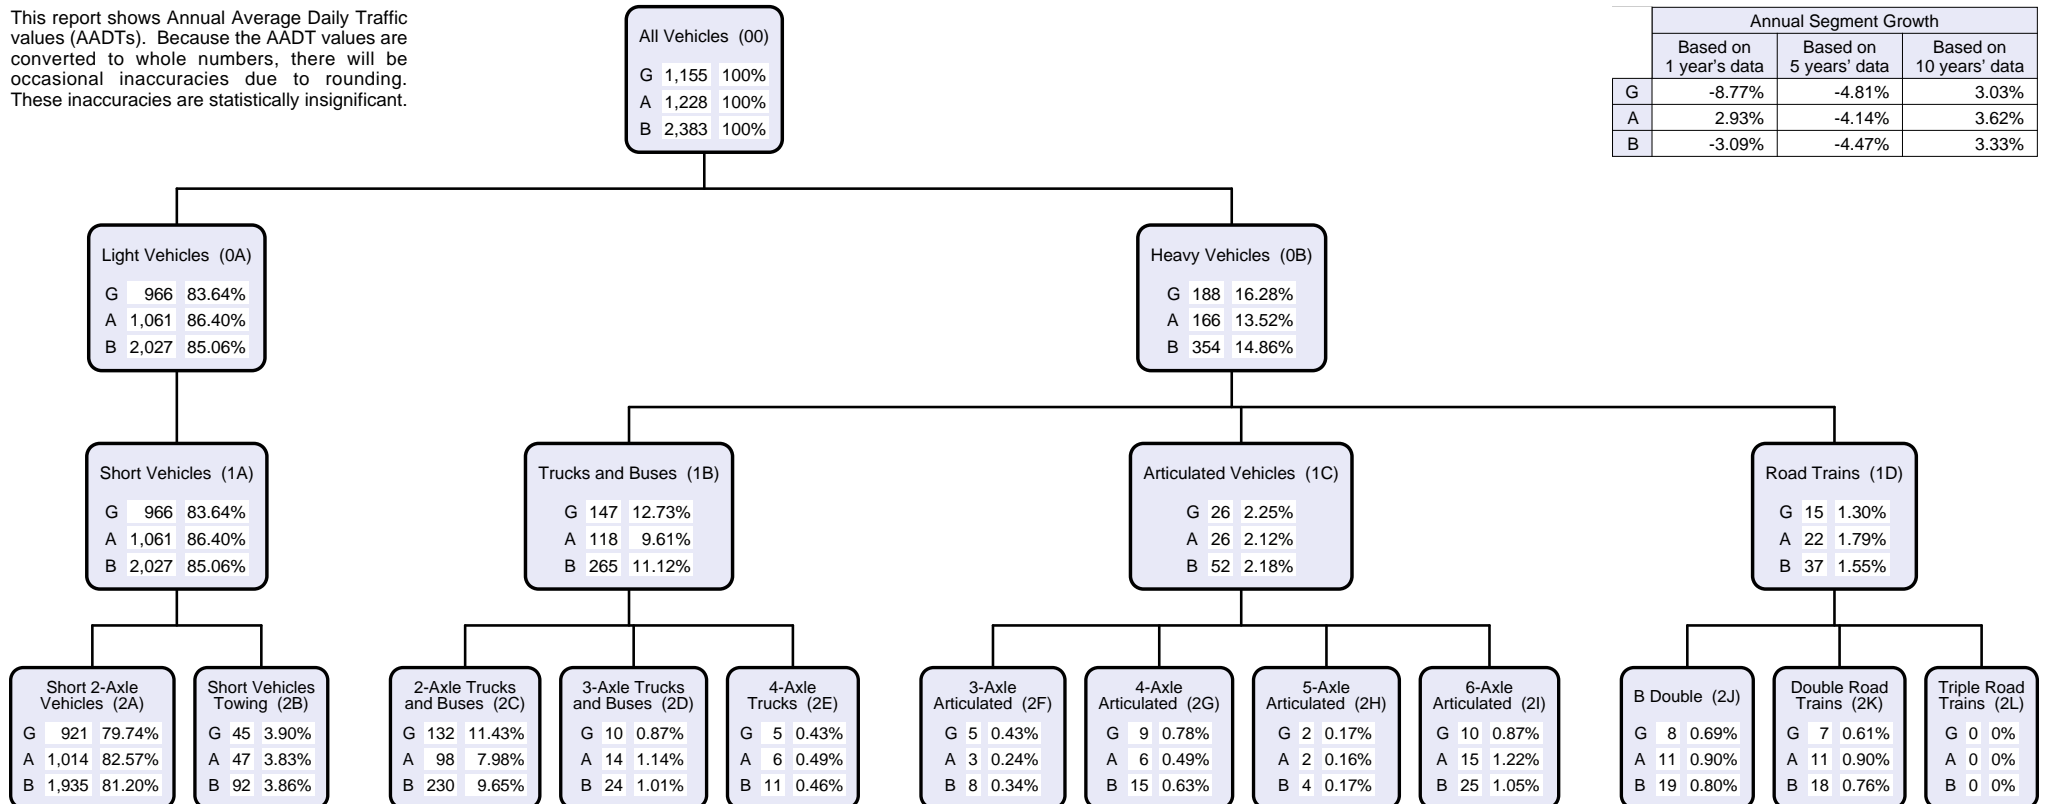 This report shows Annual Average Daily Traffic
values (AADTs). Because the AADT values are
converted to whole numbers, there will be
occasional inaccuracies due to rounding.
These inaccuracies are statistically insignificant.
All Vehicles (00)
G 1,155 100%
A 1,228 100%
B 2,383 100%
Annual Segment Growth
Based on 1 year's data Based on 5 years' data Based on 10 years' data
G -8.77% -4.81% 3.03%
A 2.93% -4.14% 3.62%
B -3.09% -4.47% 3.33%
Light Vehicles (0A)
G 966 83.64%
A 1,061 86.40%
B 2,027 85.06%
Heavy Vehicles (0B)
G 188 16.28%
A 166 13.52%
B 354 14.86%
Short Vehicles (1A)
G 966 83.64%
A 1,061 86.40%
B 2,027 85.06%
Trucks and Buses (1B)
G 147 12.73%
A 118 9.61%
B 265 11.12%
Articulated Vehicles (1C)
G 26 2.25%
A 26 2.12%
B 52 2.18%
Road Trains (1D)
G 15 1.30%
A 22 1.79%
B 37 1.55%
Short 2-Axle
Vehicles (2A)
G 921 79.74%
A 1,014 82.57%
B 1,935 81.20%
Short Vehicles
Towing (2B)
G 45 3.90%
A 47 3.83%
B 92 3.86%
2-Axle Trucks
and Buses (2C)
G 132 11.43%
A 98 7.98%
B 230 9.65%
3-Axle Trucks
and Buses (2D)
G 10 0.87%
A 14 1.14%
B 24 1.01%
4-Axle
Trucks (2E)
G 5 0.43%
A 6 0.49%
B 11 0.46%
3-Axle
Articulated (2F)
G 5 0.43%
A 3 0.24%
B 8 0.34%
4-Axle
Articulated (2G)
G 9 0.78%
A 6 0.49%
B 15 0.63%
5-Axle
Articulated (2H)
G 2 0.17%
A 2 0.16%
B 4 0.17%
6-Axle
Articulated (2I)
G 10 0.87%
A 15 1.22%
B 25 1.05%
B Double (2J)
G 8 0.69%
A 11 0.90%
B 19 0.80%
Double Road
Trains (2K)
G 7 0.61%
A 11 0.90%
B 18 0.76%
Triple Road
Trains (2L)
G 0 0%
A 0 0%
B 0 0%